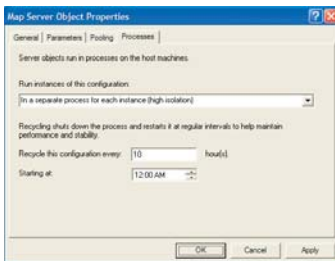 Map Server Object Properties
General Parameters Pooling Processes
Server objects run in processes on the host machines.
Run instances of this configuration:
In a separate process for each instance (high isolation)
Recycling shuts down the process and restarts it at regular intervals to help maintain
performance and stability.
Recycle this configuration every: 10 hour(s).
Starting at: 12:00 AM
OK Cancel Apply